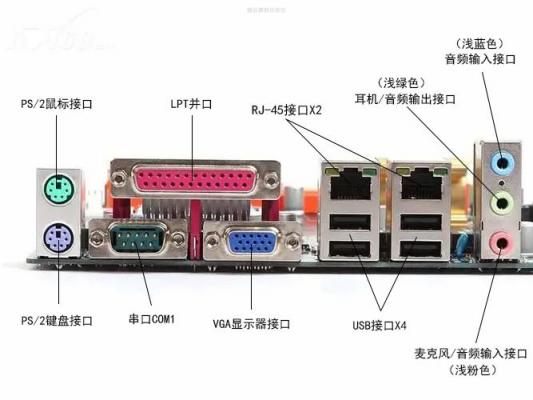 （浅蓝色）
音频输入接口
（浅绿色）
耳机/音频输出接口
PS/2鼠标接口
LPT并口
RJ-45接口X2
PS/2键盘接口
串口COM1
VGA显示器接口
USB接口X4
麦克风/音频输入接口
（浅粉色）